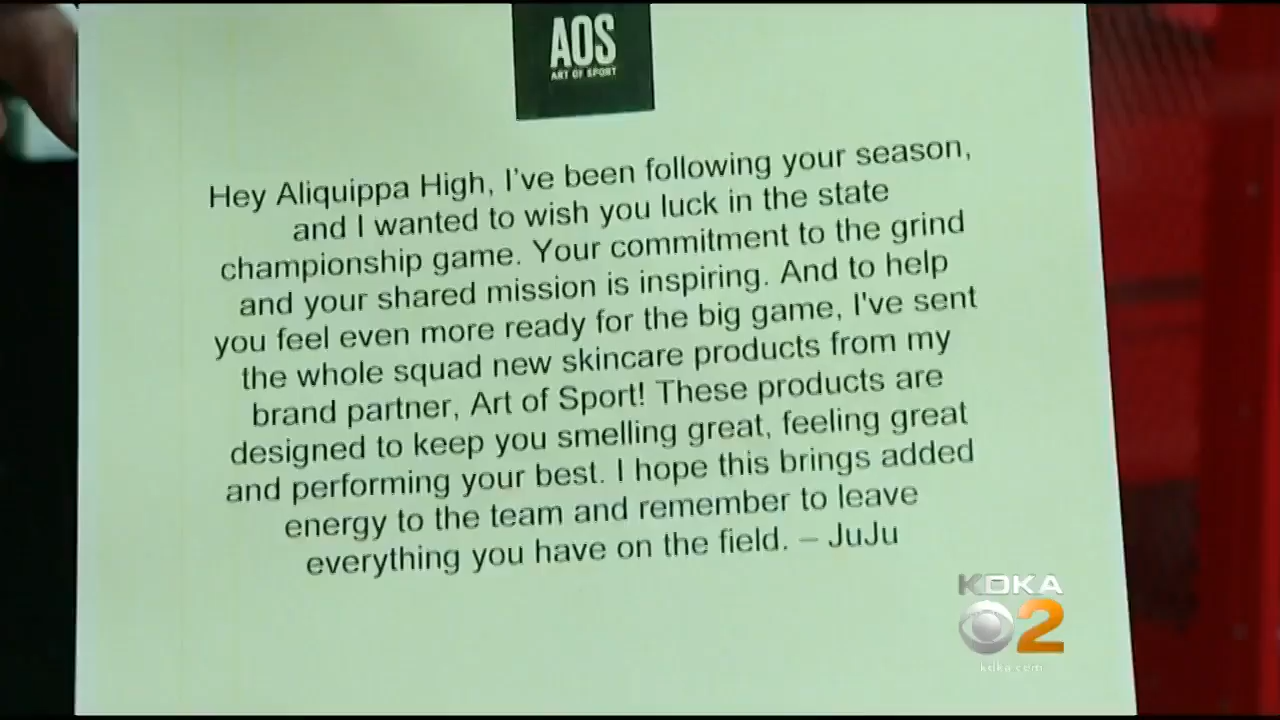 AOS
ART OF SPORT
Hey Aliquippa High, I've been following your season,
and I wanted to wish you luck in the state
championship game. Your commitment to the grind
and your shared mission is inspiring. And to help
you feel even more ready for the big game, I've sent
the whole squad new skincare products from my
brand partner, Art of Sport! These products are
designed to keep you smelling great, feeling great
and performing your best. I hope this brings added
energy to the team and remember to leave
everything you have on the field. – JuJu
KDKA
2
kdka.com